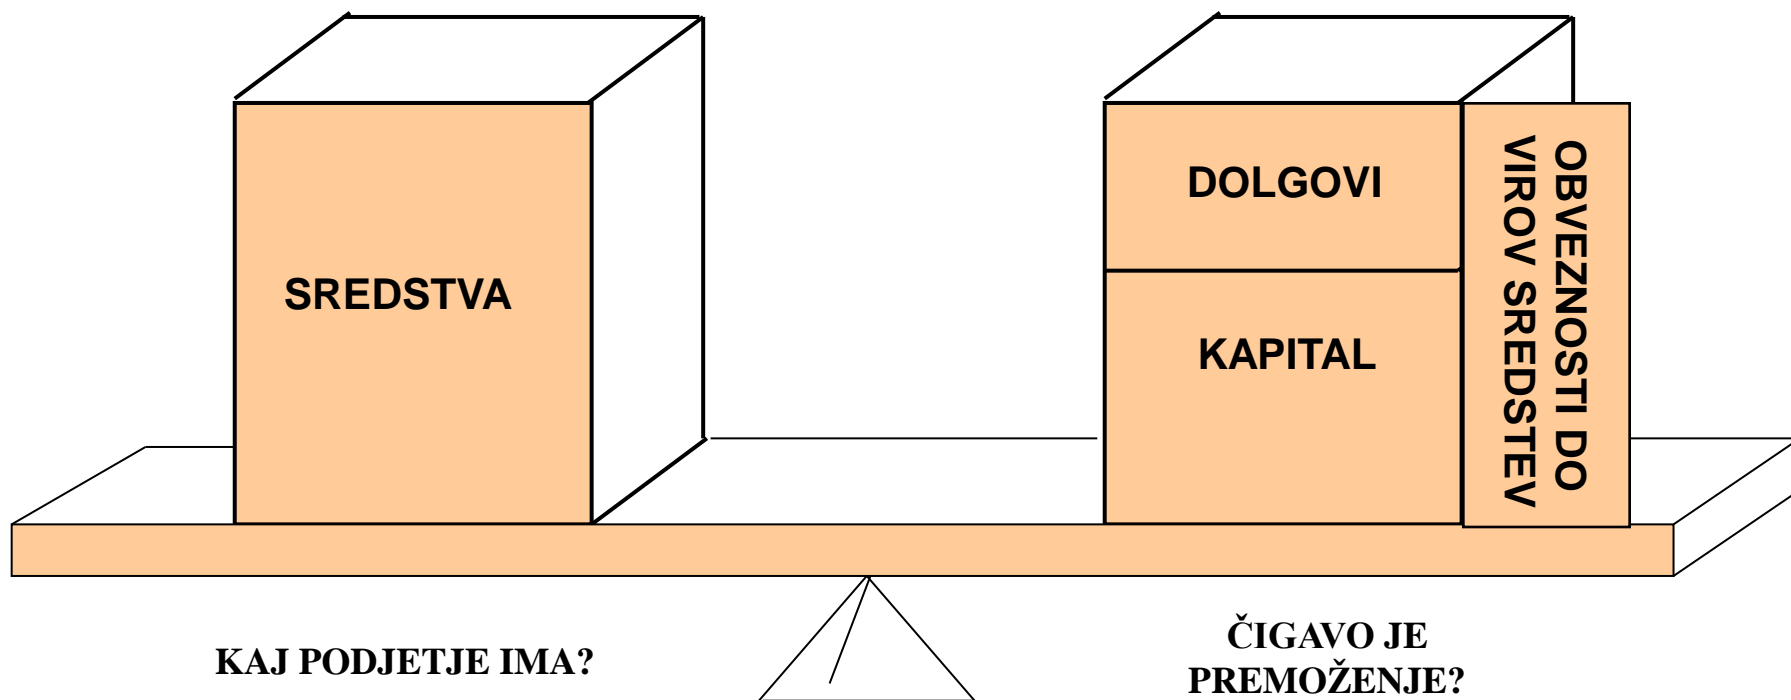 SREDSTVA
DOLGOVI
KAPITAL
OBVEZNOSTI DO
VIROV SREDSTEV
KAJ PODJETJE IMA?
ČIGAVO JE
PREMOŽENJE?